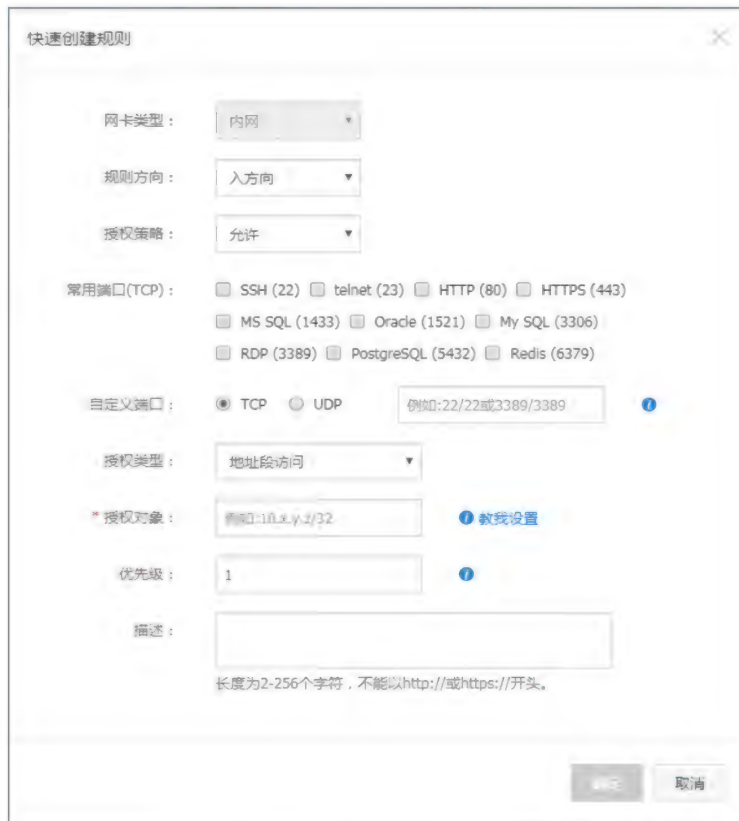 快速创建规则
网卡类型： 内网
规则方向： 入方向
授权策略： 允许
常用端口(TCP)： SSH (22) telnet (23) HTTP (80) HTTPS (443)
MS SQL (1433) Oracle (1521) My SQL (3306)
RDP (3389) PostgreSQL (5432) Redis (6379)
自定义端口： TCP UDP 例如:22/22或3389/3389
授权类型： 地址段访问
*授权对象： 例如:10.x.y.z/32 教我设置
优先级： 1
描述：
长度为2-256个字符，不能以http://或https://开头。
取消